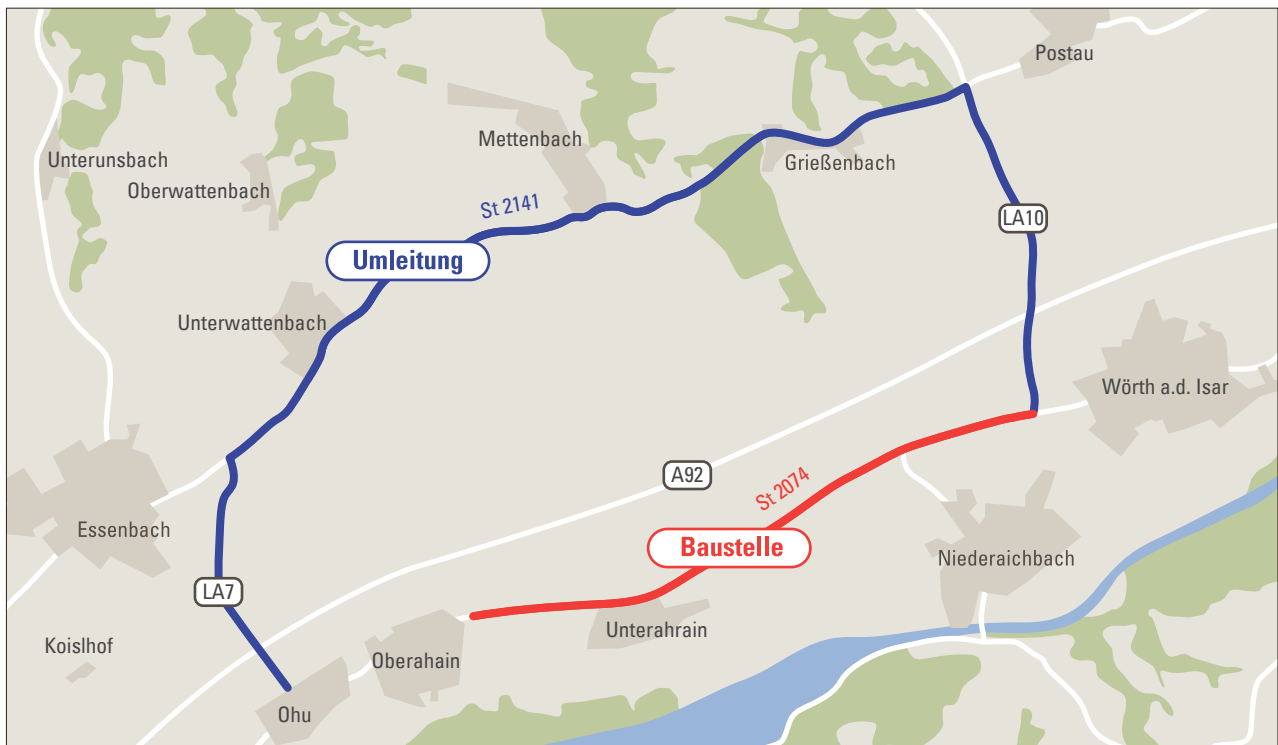 Postau
Mettenbach
Unterunsbach
Grießenbach
Oberwattenbach
St 2141
LA10
Umleitung
Unterwattenbach
Wörth a.d. Isar
A92
St 2074
Essenbach
Baustelle
Niederaichbach
LA7
Unterahrain
Koislhof
Oberahain
Ohu